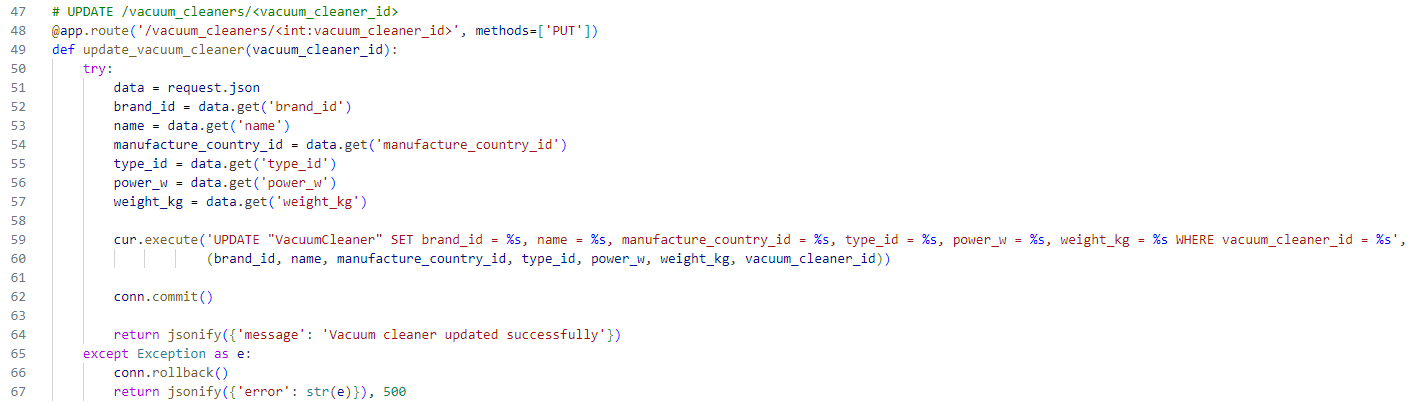 47 # UPDATE /vacuum_cleaners/<vacuum_cleaner_id>
48 @app.route('/vacuum_cleaners/<int:vacuum_cleaner_id>', methods=['PUT'])
49 def update_vacuum_cleaner(vacuum_cleaner_id):
50     try:
51         data = request.json
52         brand_id = data.get('brand_id')
53         name = data.get('name')
54         manufacture_country_id = data.get('manufacture_country_id')
55         type_id = data.get('type_id')
56         power_w = data.get('power_w')
57         weight_kg = data.get('weight_kg')
58
59         cur.execute('UPDATE "VacuumCleaner" SET brand_id = %s, name = %s, manufacture_country_id = %s, type_id = %s, power_w = %s, weight_kg = %s WHERE vacuum_cleaner_id = %s',
60                     (brand_id, name, manufacture_country_id, type_id, power_w, weight_kg, vacuum_cleaner_id))
61
62         conn.commit()
63
64         return jsonify({'message': 'Vacuum cleaner updated successfully'})
65     except Exception as e:
66         conn.rollback()
67         return jsonify({'error': str(e)}), 500